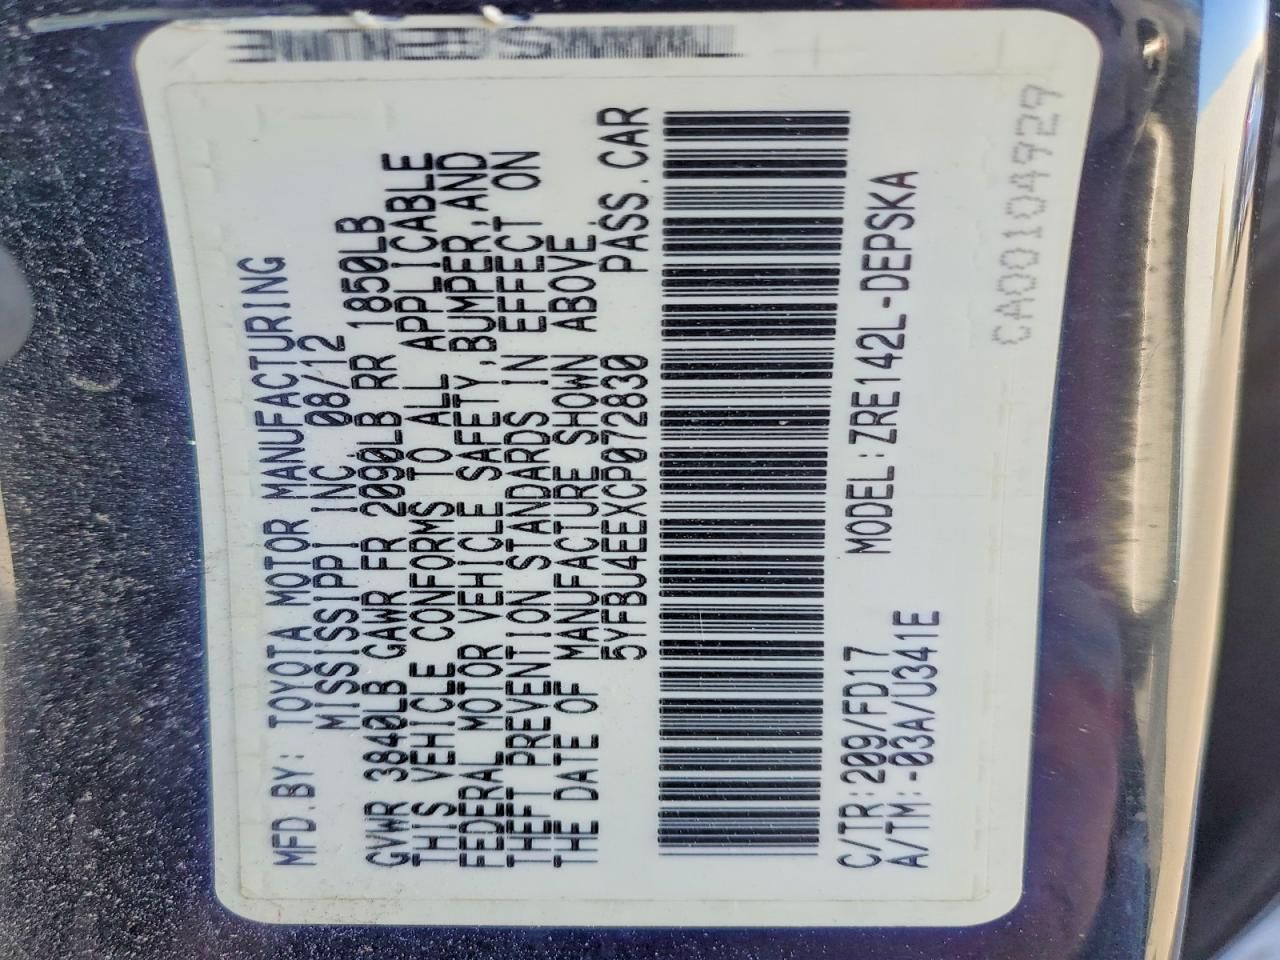 MFD.BY: TOYOTA MOTOR MANUFACTURING
MISSISSIPPI INC. 08/12
GVWR 3840LB GAWR FR 2090LB RR 1850LB
THIS VEHICLE CONFORMS TO ALL APPLICABLE
FEDERAL MOTOR VEHICLE SAFETY,BUMPER,AND
THEFT PREVENTION STANDARDS IN EFFECT ON
THE DATE OF MANUFACTURE SHOWN ABOVE.
5YFBU4EEXCP072830 PASS.CAR
C/TR:209/FD17 MODEL:ZRE142L-DEPSKA
A/TM:-03A/U341E
CA00104929